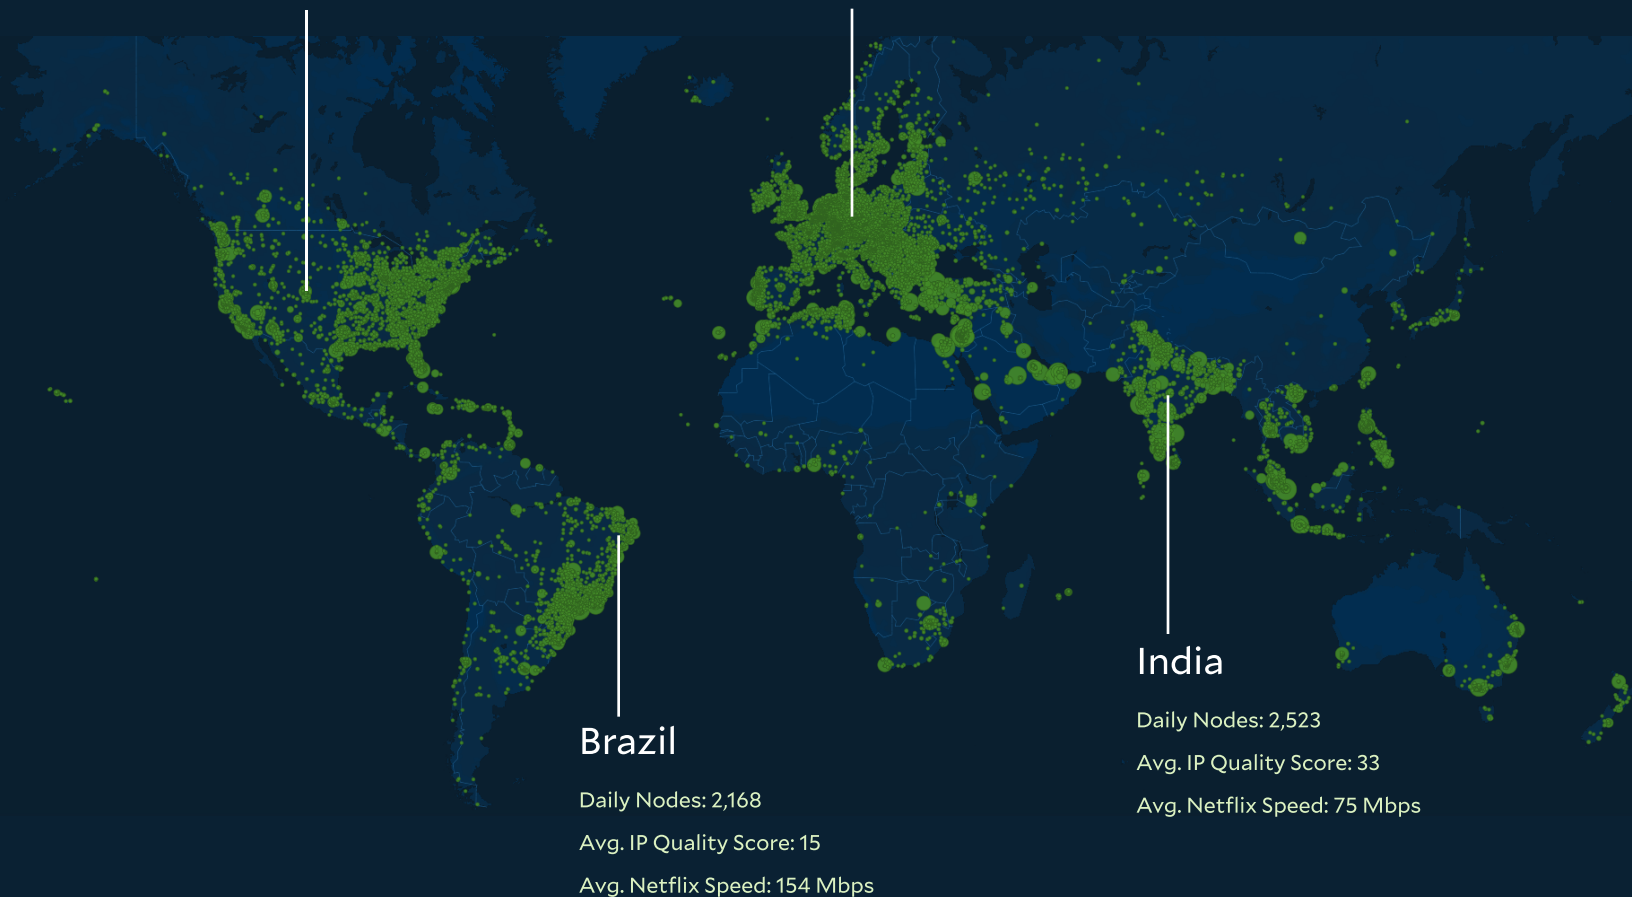 Brazil
Daily Nodes: 2,168
Avg. IP Quality Score: 15
Avg. Netflix Speed: 154 Mbps
India
Daily Nodes: 2,523
Avg. IP Quality Score: 33
Avg. Netflix Speed: 75 Mbps